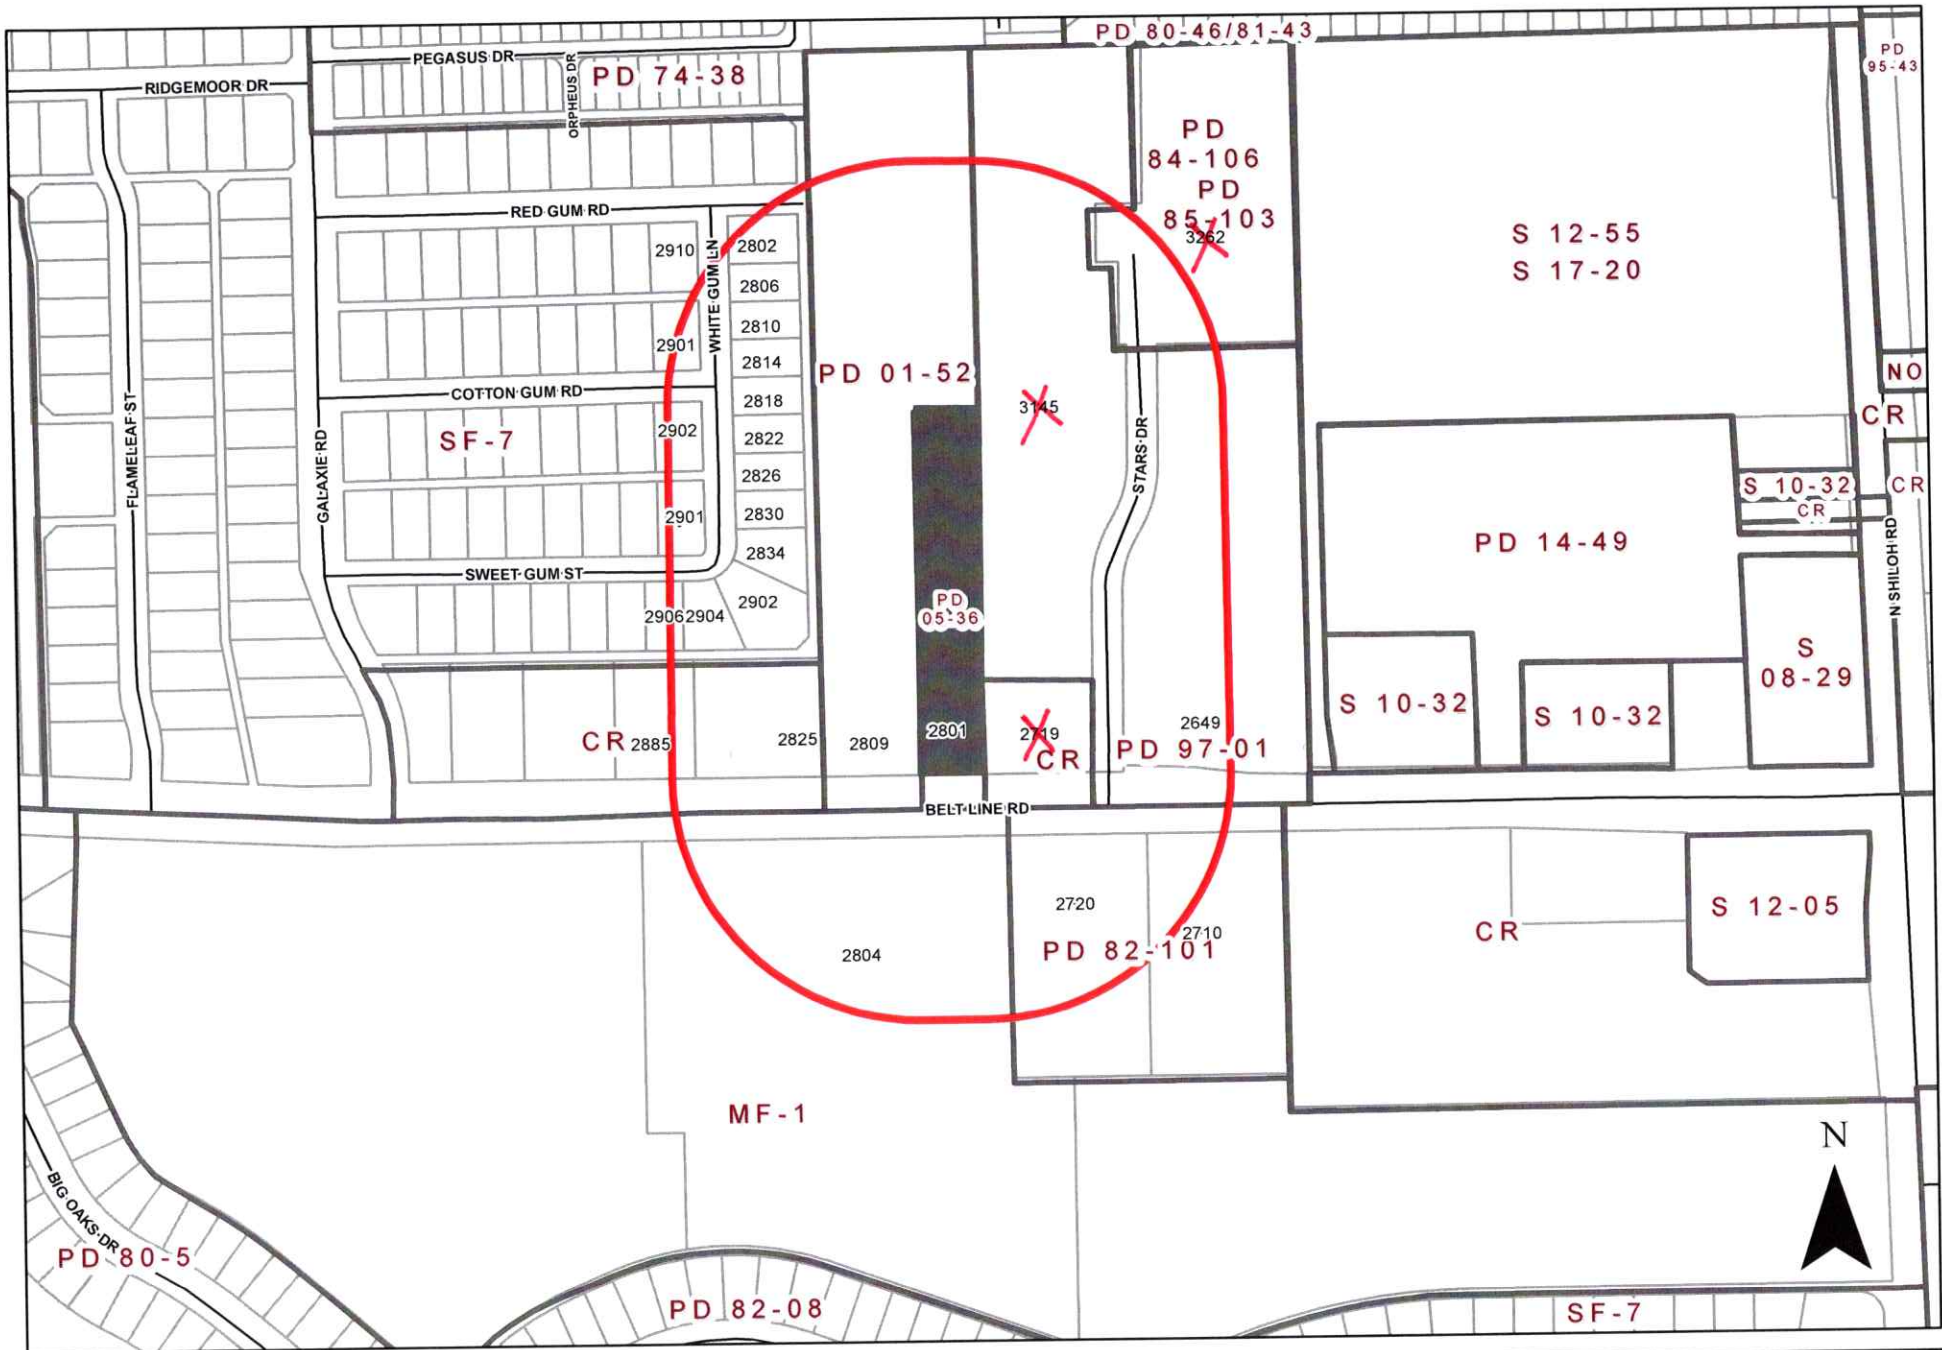 PD 80-46/81-43
PD
95-43
PEGASUS DR
ORPHEUS DR
PD 74-38
RIDGEMOOR DR
PD
84-106
PD
85-103
3262
RED GUM RD
2910
WHITE GUM LN
2802
2806
2810
2814
2818
2822
2826
2830
2834
2902
S 12-55
S 17-20
2901
COTTON GUM RD
2902
SF-7
FLAMELEAF ST
GALAXIE RD
2901
SWEET GUM ST
2906
2904
PD 01-52
3145
STARS DR
NO
CR
S 10-32
CR
CR
N SHILOH RD
PD 14-49
PD
05-36
S
08-29
S 10-32
S 10-32
CR
2885
2825
2809
2801
2719
CR
2649
PD 97-01
BELT LINE RD
2720
2710
PD 82-101
2804
CR
S 12-05
MF-1
N
BIG OAKS DR
PD 80-5
PD 82-08
SF-7